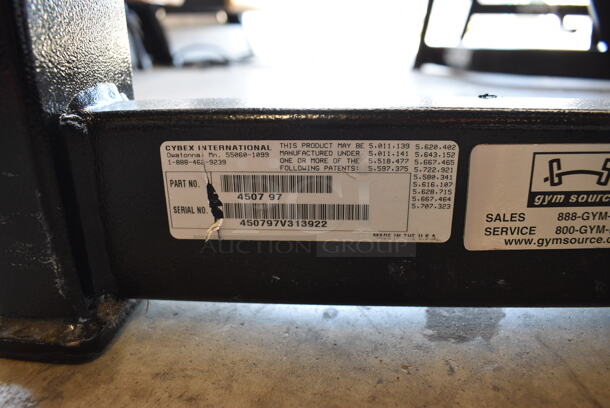 CYBEX INTERNATIONAL
Owatonna, Mn. 55060-1099
1-888-462-9239
THIS PRODUCT MAY BE
MANUFACTURED UNDER
ONE OR MORE OF THE
FOLLOWING PATENTS:
5.011.139
5.011.141
5.518.477
5.597.375
5.620.402
5.643.152
5.667.465
5.722.921
5.580.341
5.616.107
5.628.715
5.667.464
5.707.323
PART NO.
4507 97
SERIAL NO.
450797V313922
MADE IN THE U.S.A.
gym source
SALES 888-GYM-
SERVICE 800-GYM-
www.gymsource.
Auction Group